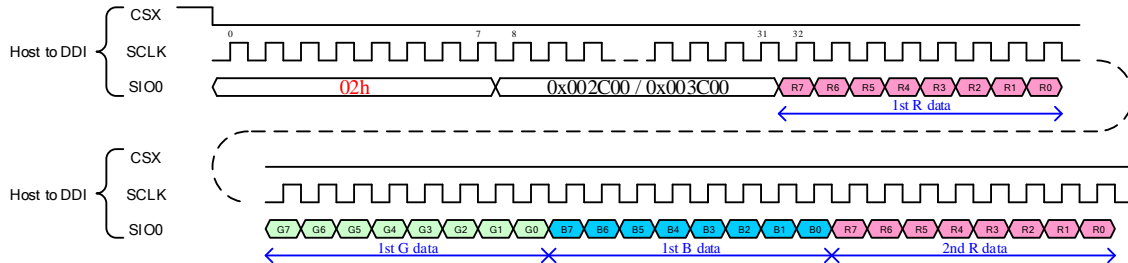 CSX
0 7 8 31 32
Host to DDI SCLK
SIO0 02h 0x002C00 / 0x003C00 R7 R6 R5 R4 R3 R2 R1 R0
1st R data
CSX
Host to DDI SCLK
SIO0 G7 G6 G5 G4 G3 G2 G1 G0 B7 B6 B5 B4 B3 B2 B1 B0 R7 R6 R5 R4 R3 R2 R1 R0
1st G data 1st B data 2nd R data